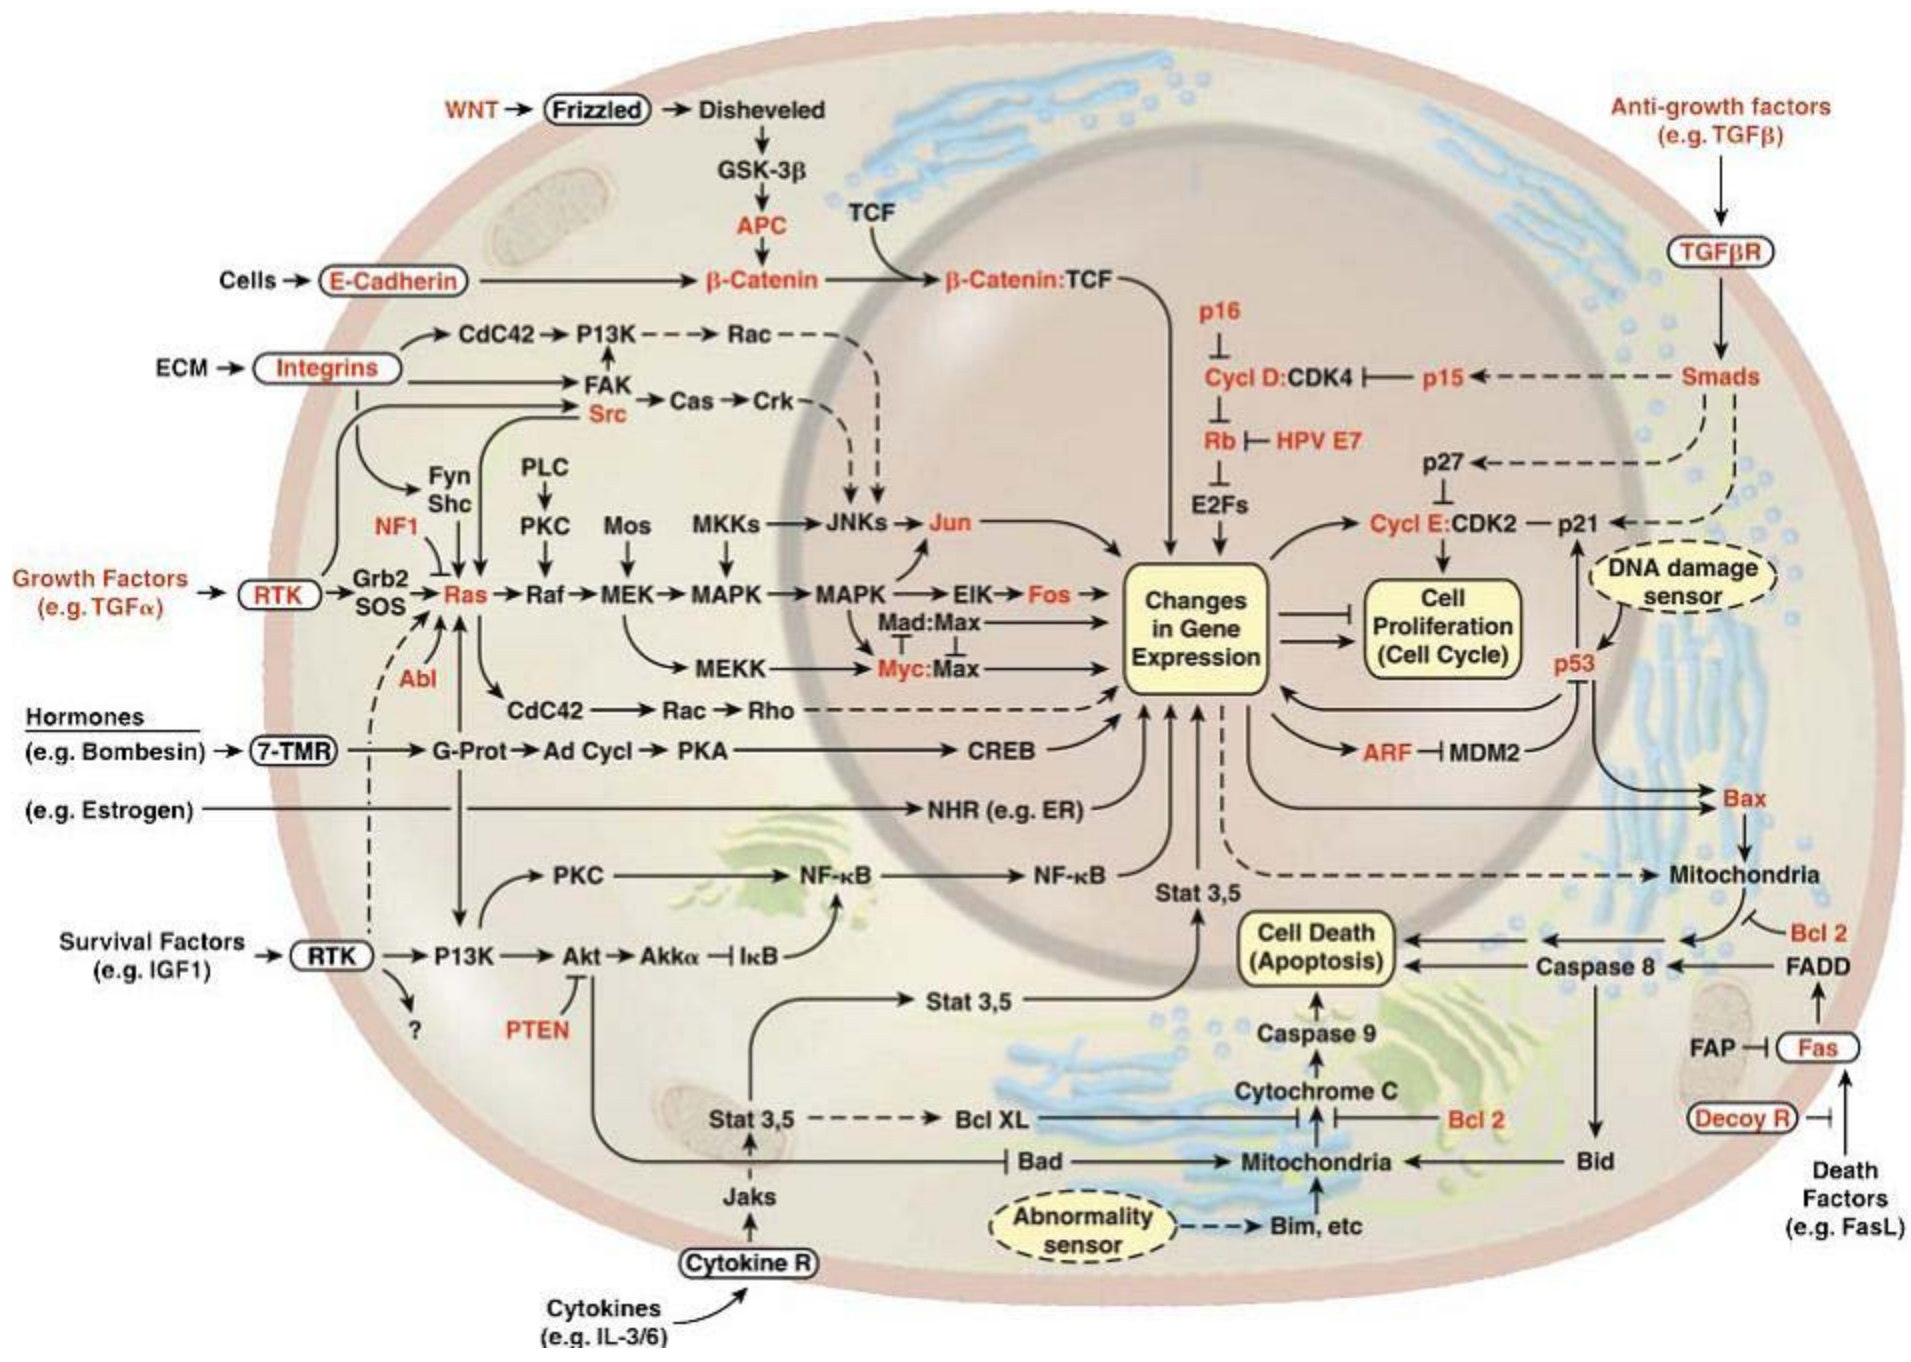 WNT
Frizzled
Disheveled
GSK-3β
APC
TCF
Cells
E-Cadherin
β-Catenin
β-Catenin:TCF
Anti-growth factors
(e.g. TGFβ)
TGFβR
CdC42
P13K
Rac
ECM
Integrins
FAK
Src
Cas
Crk
p16
Cycl D:CDK4
p15
Smads
Rb
HPV E7
p27
E2Fs
Fyn
Shc
PLC
NF1
PKC
Mos
MKKs
JNKs
Jun
Cycl E:CDK2
p21
DNA damage
sensor
Growth Factors
(e.g. TGFα)
RTK
Grb2
SOS
Ras
Raf
MEK
MAPK
MAPK
ElK
Fos
Mad:Max
Changes
in Gene
Expression
Cell
Proliferation
(Cell Cycle)
Abl
MEKK
Myc:Max
p53
CdC42
Rac
Rho
Hormones
(e.g. Bombesin)
7-TMR
G-Prot
Ad Cycl
PKA
CREB
ARF
MDM2
(e.g. Estrogen)
NHR (e.g. ER)
Bax
PKC
NF-κB
NF-κB
Stat 3,5
Mitochondria
Survival Factors
(e.g. IGF1)
RTK
P13K
Akt
Akkα
IκB
Cell Death
(Apoptosis)
Bcl 2
Caspase 8
FADD
?
PTEN
Stat 3,5
Caspase 9
FAP
Fas
Cytochrome C
Stat 3,5
Bcl XL
Bcl 2
Decoy R
Bad
Mitochondria
Bid
Death
Factors
(e.g. FasL)
Jaks
Abnormality
sensor
Bim, etc
Cytokine R
Cytokines
(e.g. IL-3/6)